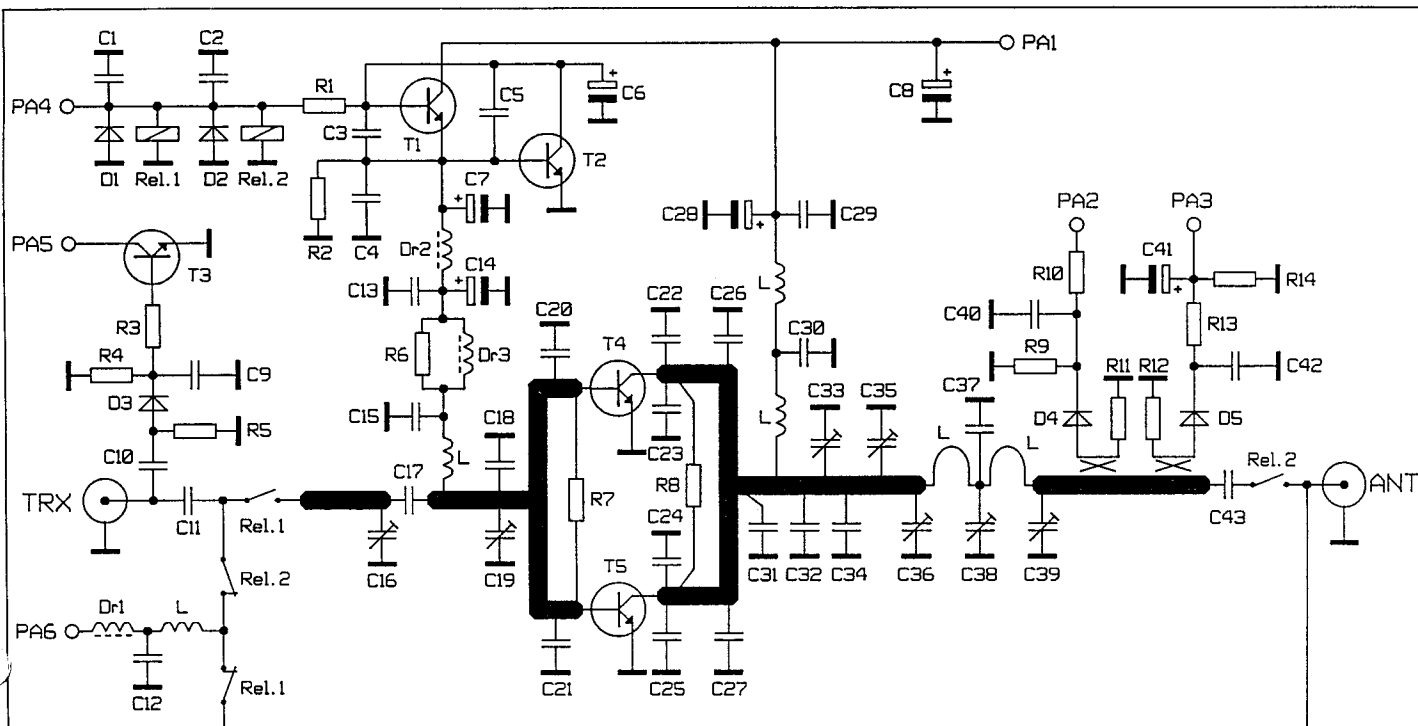 C1 C2
PA1
R1 C5 C6 C8
PA4
C3 T1 T2
D1 Rel.1 D2 Rel.2
C7
C28 C29 PA2 PA3
PA5 R2 C4 Dr2
T3
C14 L R10 C41 R14
C13
R3 C20 C22 C26 C30 C40 R13
R4 R6 Dr3 T4 R9 R11 R12 C42
C9
D3 C15 C18 L C33 C35 C37 D4 D5
R5
C10 L C23 L L
C17 Rel.2
TRX R7 R8 ANT
C11 Rel.1 C24 C43
C16 C19 T5 C31 C32 C34 C36 C38 C39
Rel.2
Dr1 L
PA6
C12 Rel.1 C21 C25 C27